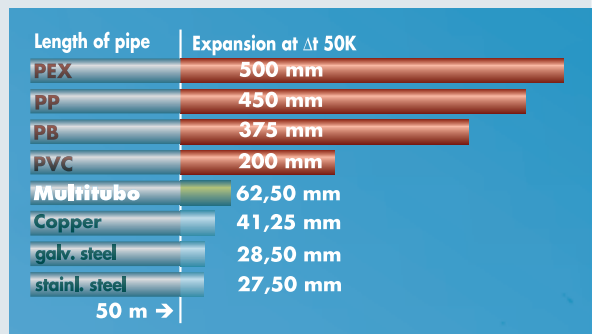 Length of pipe Expansion at Δt 50K
PEX 500 mm
PP 450 mm
PB 375 mm
PVC 200 mm
Multitubo 62,50 mm
Copper 41,25 mm
galv. steel 28,50 mm
stainl. steel 27,50 mm
50 m →